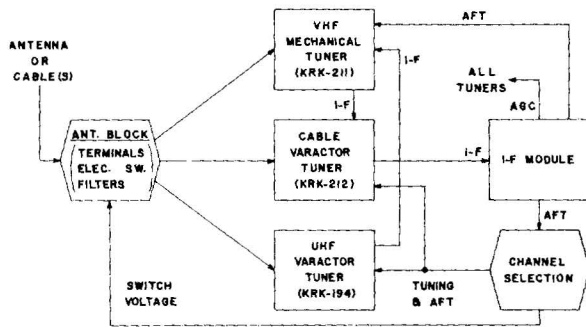 ANTENNA
OR
CABLE(S)
ANT. BLOCK
TERMINALS
ELEC. SW.
FILTERS
VHF
MECHANICAL
TUNER
(KRK-211)
AFT
I-F
I-F
CABLE
VARACTOR
TUNER
(KRK-212)
I-F
ALL
TUNERS
AGC
I-F MODULE
AFT
UHF
VARACTOR
TUNER
(KRK-194)
TUNING
& AFT
CHANNEL
SELECTION
SWITCH
VOLTAGE